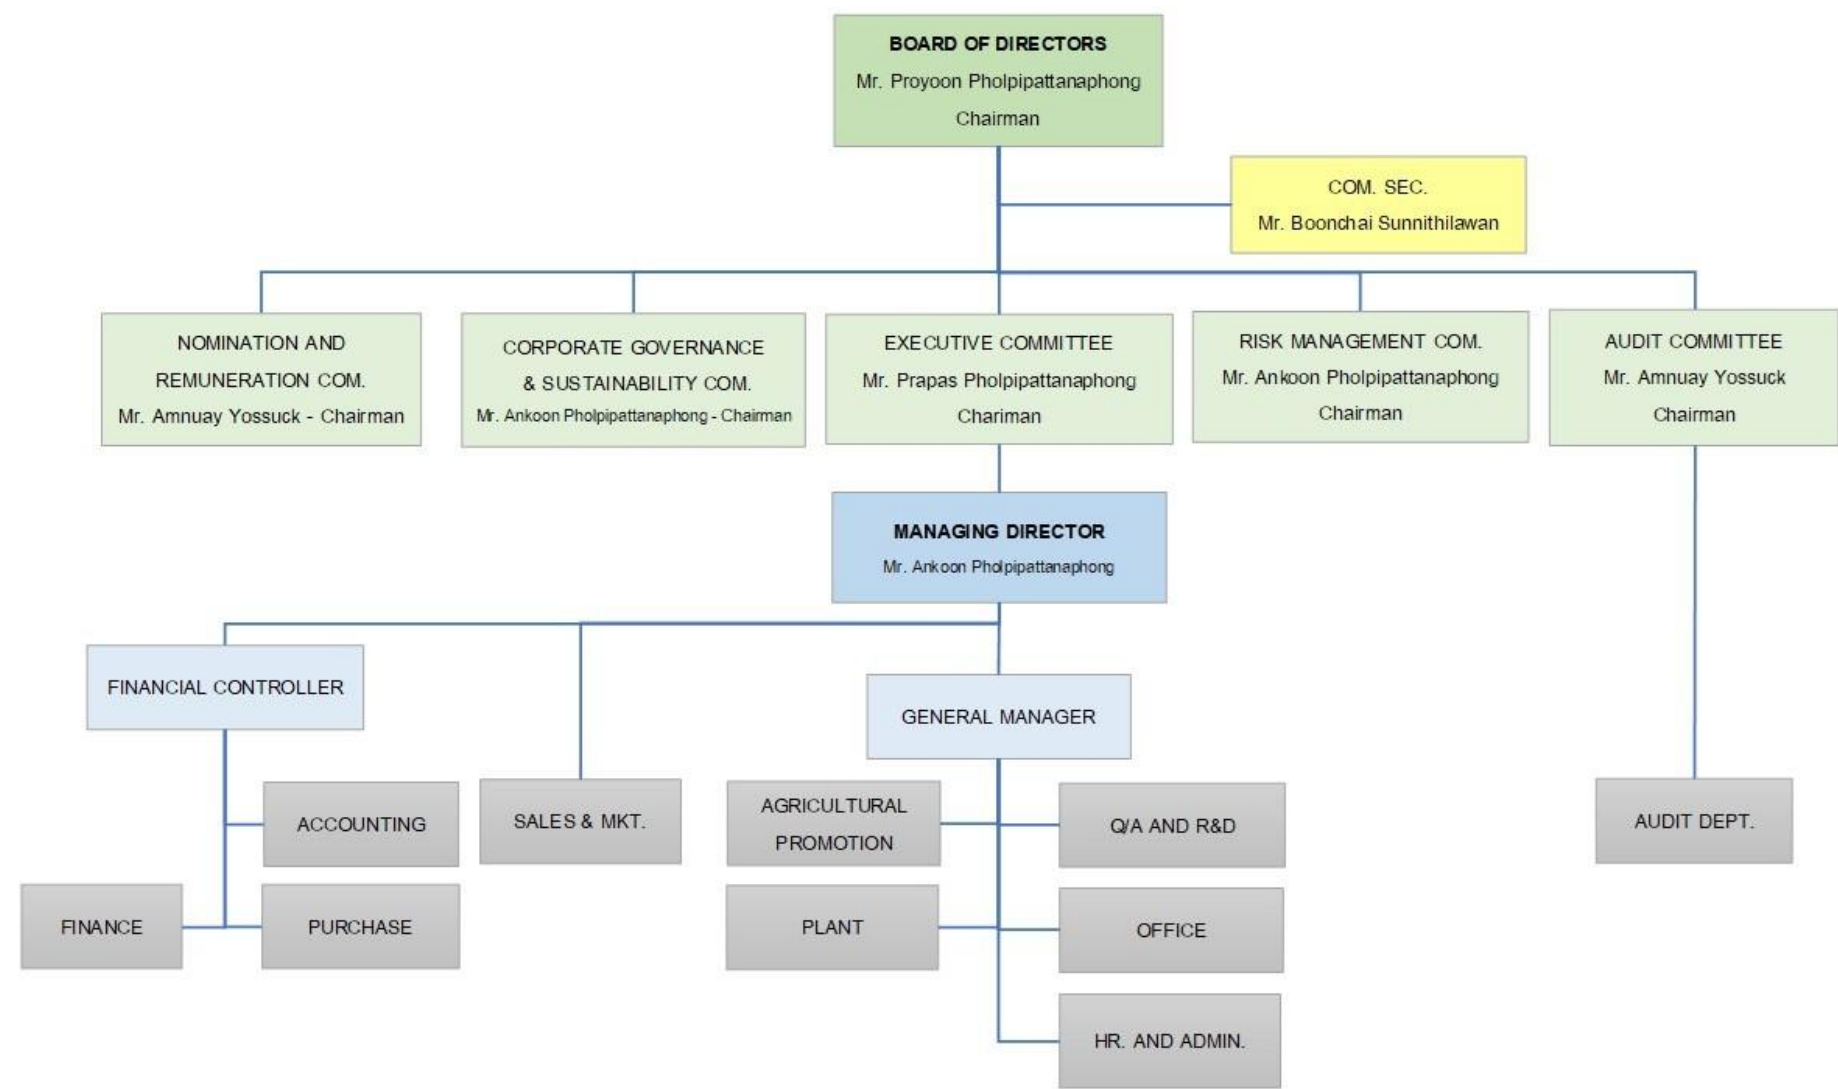 BOARD OF DIRECTORS
Mr. Proyoon Pholpipattanaphong
Chairman
COM. SEC.
Mr. Boonchai Sunnithilawan
NOMINATION AND
REMUNERATION COM.
Mr. Amnuay Yossuck - Chairman
CORPORATE GOVERNANCE
& SUSTAINABILITY COM.
Mr. Ankoon Pholpipattanaphong - Chairman
EXECUTIVE COMMITTEE
Mr. Prapas Pholpipattanaphong
Chariman
RISK MANAGEMENT COM.
Mr. Ankoon Pholpipattanaphong
Chairman
AUDIT COMMITTEE
Mr. Amnuay Yossuck
Chairman
MANAGING DIRECTOR
Mr. Ankoon Pholpipattanaphong
FINANCIAL CONTROLLER
GENERAL MANAGER
ACCOUNTING
SALES & MKT.
AGRICULTURAL
PROMOTION
Q/A AND R&D
AUDIT DEPT.
FINANCE
PURCHASE
PLANT
OFFICE
HR. AND ADMIN.